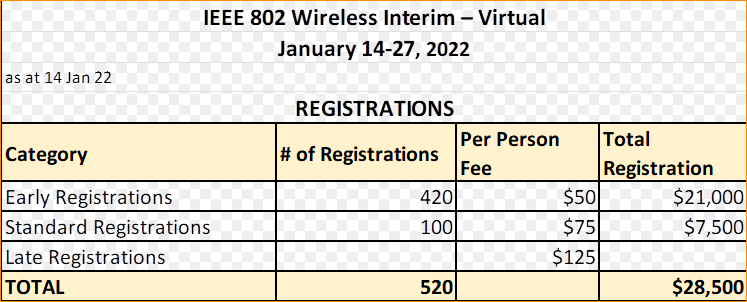 IEEE 802 Wireless Interim – Virtual
January 14-27, 2022
as at 14 Jan 22
REGISTRATIONS
Category # of Registrations Per Person Fee Total Registration
Early Registrations 420 $50 $21,000
Standard Registrations 100 $75 $7,500
Late Registrations $125
TOTAL 520 $28,500